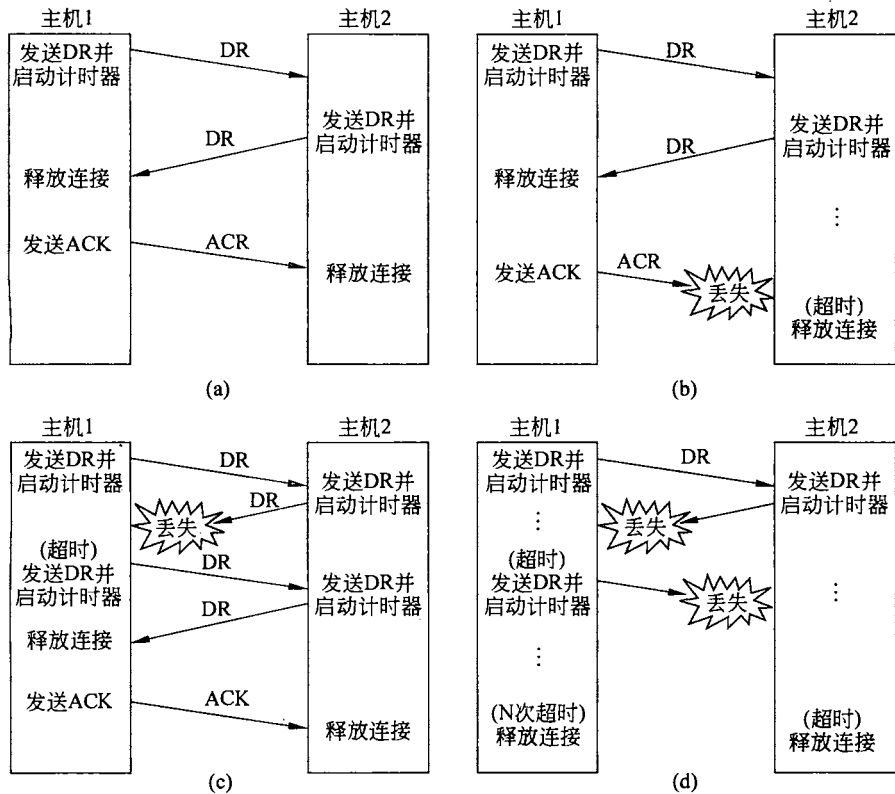 主机1
主机2
发送DR并
启动计时器
DR
发送DR并
启动计时器
DR
释放连接
发送ACK
ACR
释放连接
(a)
主机1
主机2
发送DR并
启动计时器
DR
发送DR并
启动计时器
DR
释放连接
⋮
发送ACK
ACR
丢失
(超时)
释放连接
(b)
主机1
主机2
发送DR并
启动计时器
DR
发送DR并
启动计时器
DR
丢失
(超时)
发送DR并
启动计时器
DR
发送DR并
启动计时器
DR
释放连接
发送ACK
ACK
释放连接
(c)
主机1
主机2
发送DR并
启动计时器
DR
发送DR并
启动计时器
丢失
⋮
(超时)
发送DR并
启动计时器
丢失
⋮
⋮
(N次超时)
释放连接
(超时)
释放连接
(d)